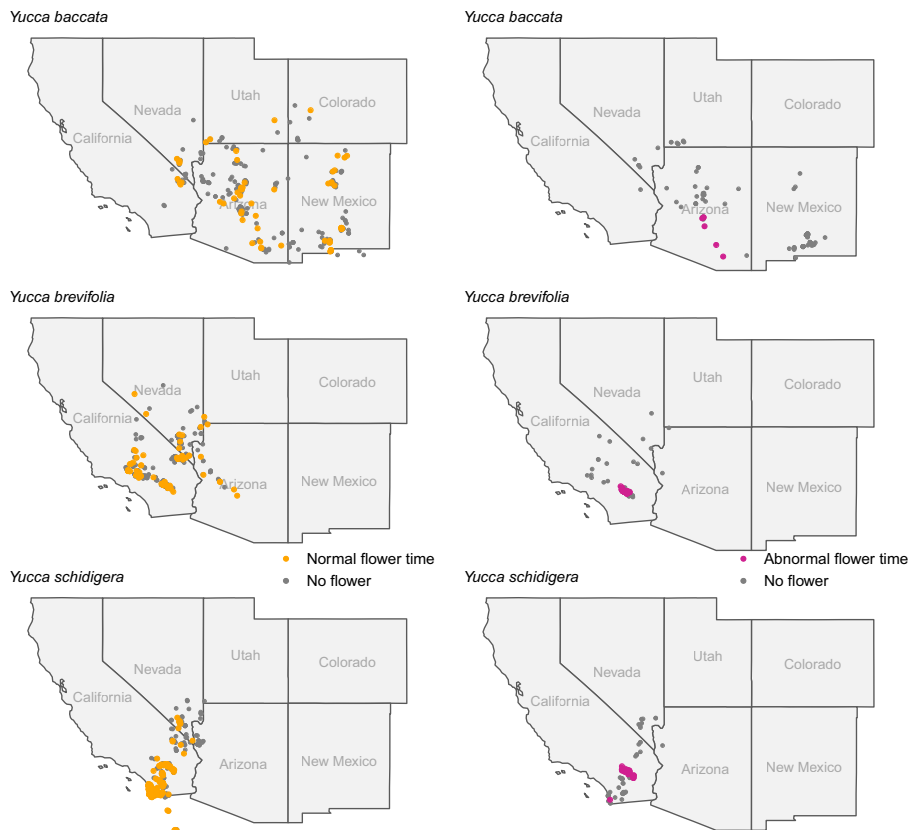 Yucca baccata
Nevada
Utah
Colorado
California
Arizona
New Mexico
Yucca baccata
Nevada
Utah
Colorado
California
Arizona
New Mexico
Yucca brevifolia
Nevada
Utah
Colorado
California
Arizona
New Mexico
Normal flower time
No flower
Yucca brevifolia
Nevada
Utah
Colorado
California
Arizona
New Mexico
Abnormal flower time
No flower
Yucca schidigera
Nevada
Utah
Colorado
California
Arizona
New Mexico
Yucca schidigera
Nevada
Utah
Colorado
California
Arizona
New Mexico